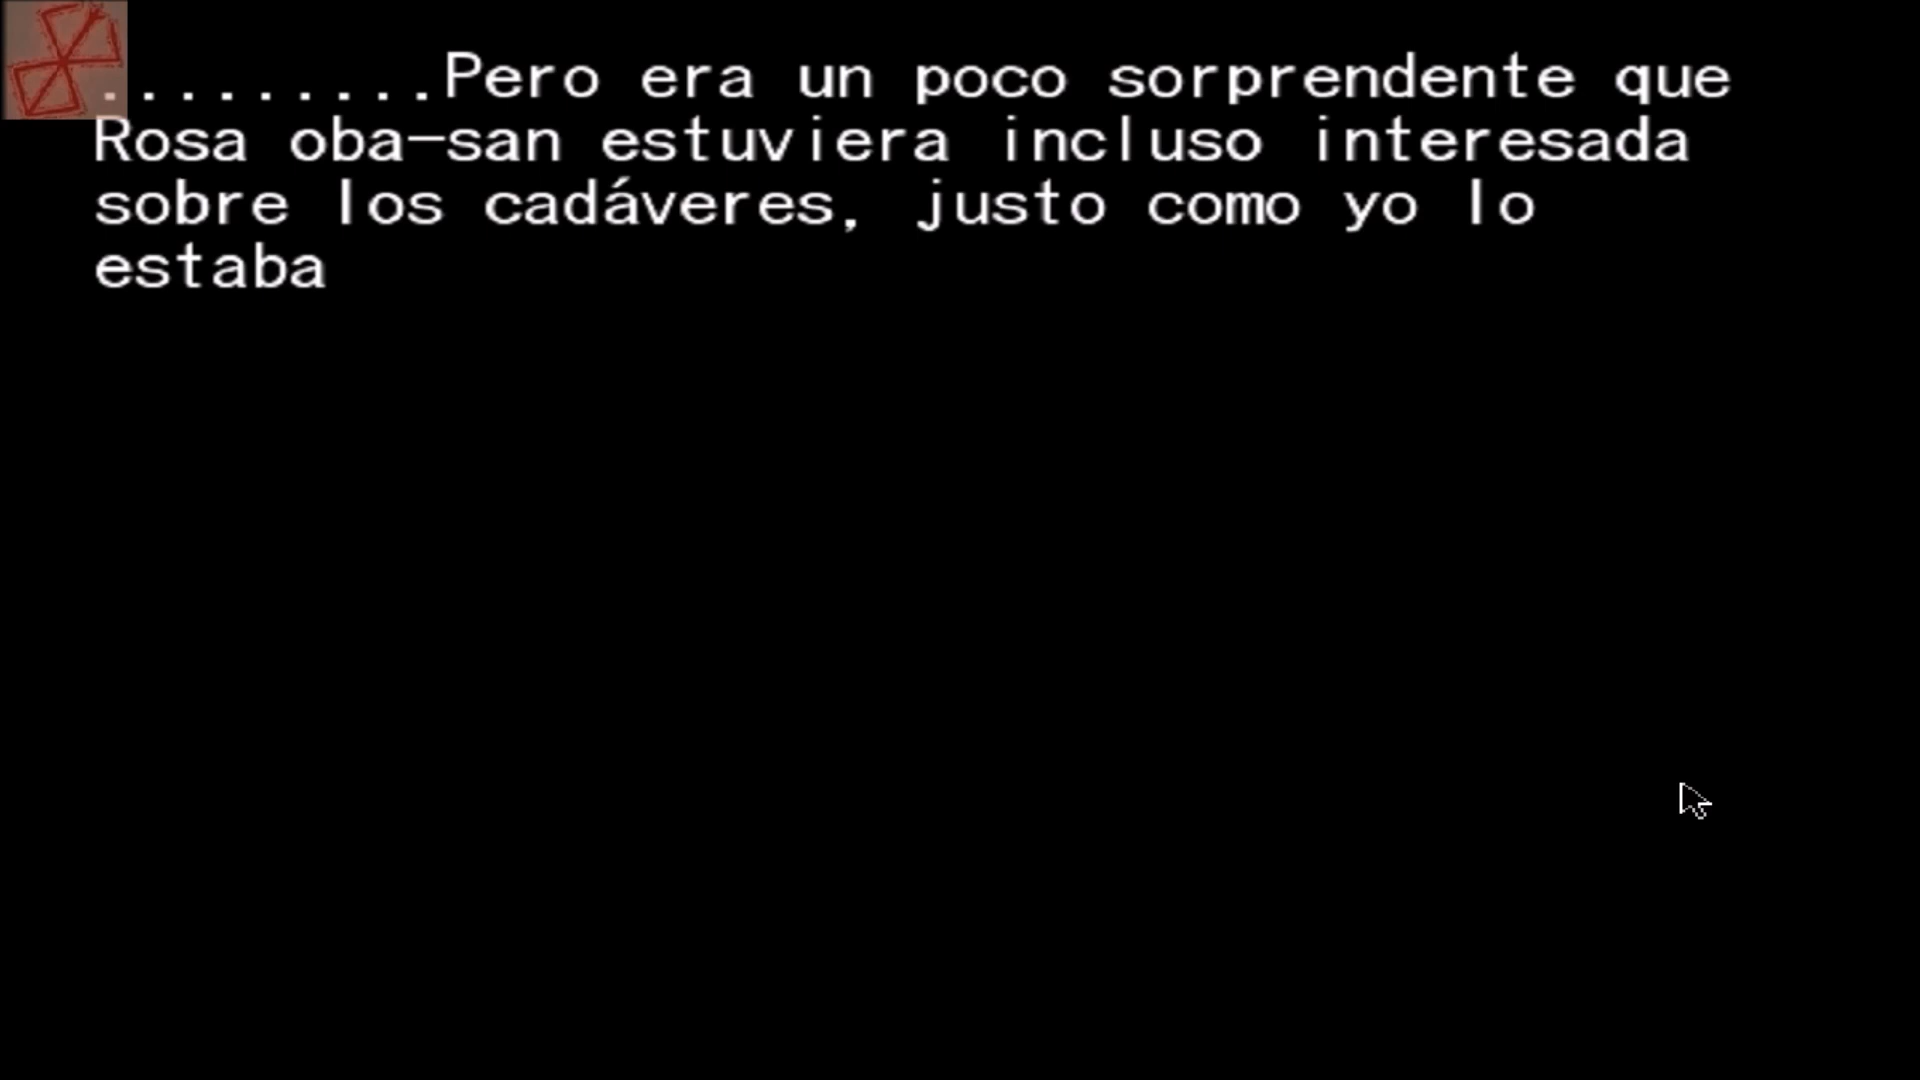 .........Pero era un poco sorprendente que
Rosa oba-san estuviera incluso interesada
sobre los cadáveres, justo como yo lo
estaba